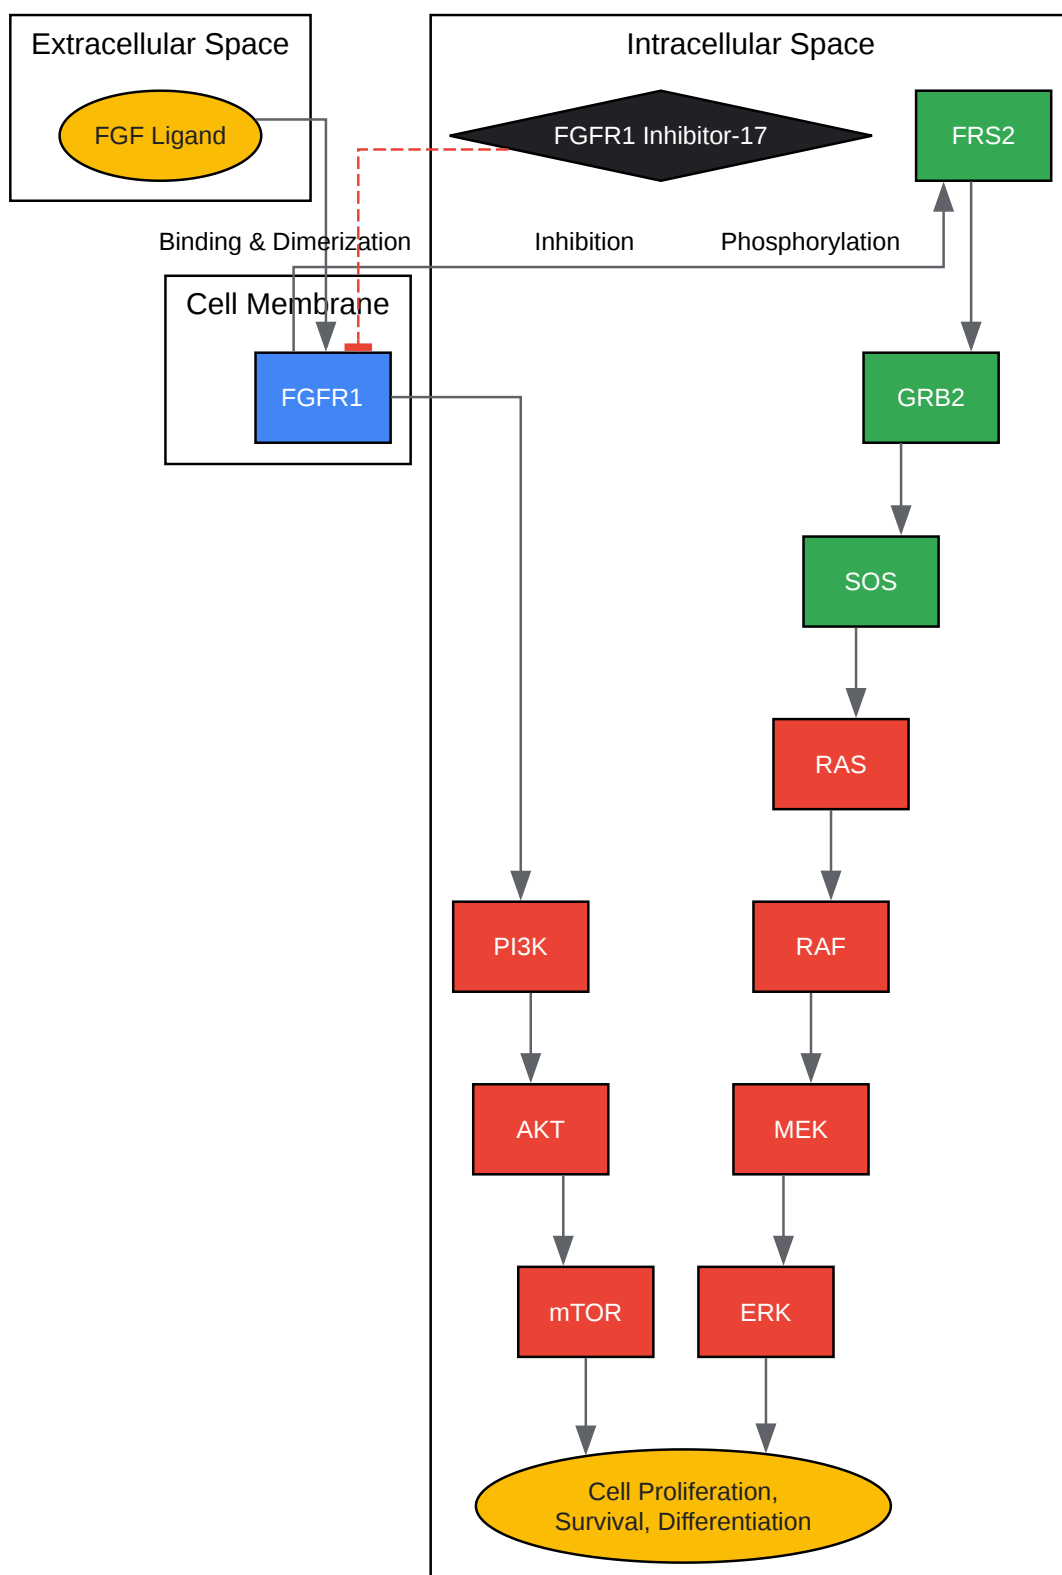 Extracellular Space
Intracellular Space
FGF Ligand
FGFR1 Inhibitor-17
FRS2
Binding & Dimerization
Inhibition
Phosphorylation
Cell Membrane
FGFR1
GRB2
SOS
RAS
PI3K
RAF
AKT
MEK
mTOR
ERK
Cell Proliferation,
Survival, Differentiation